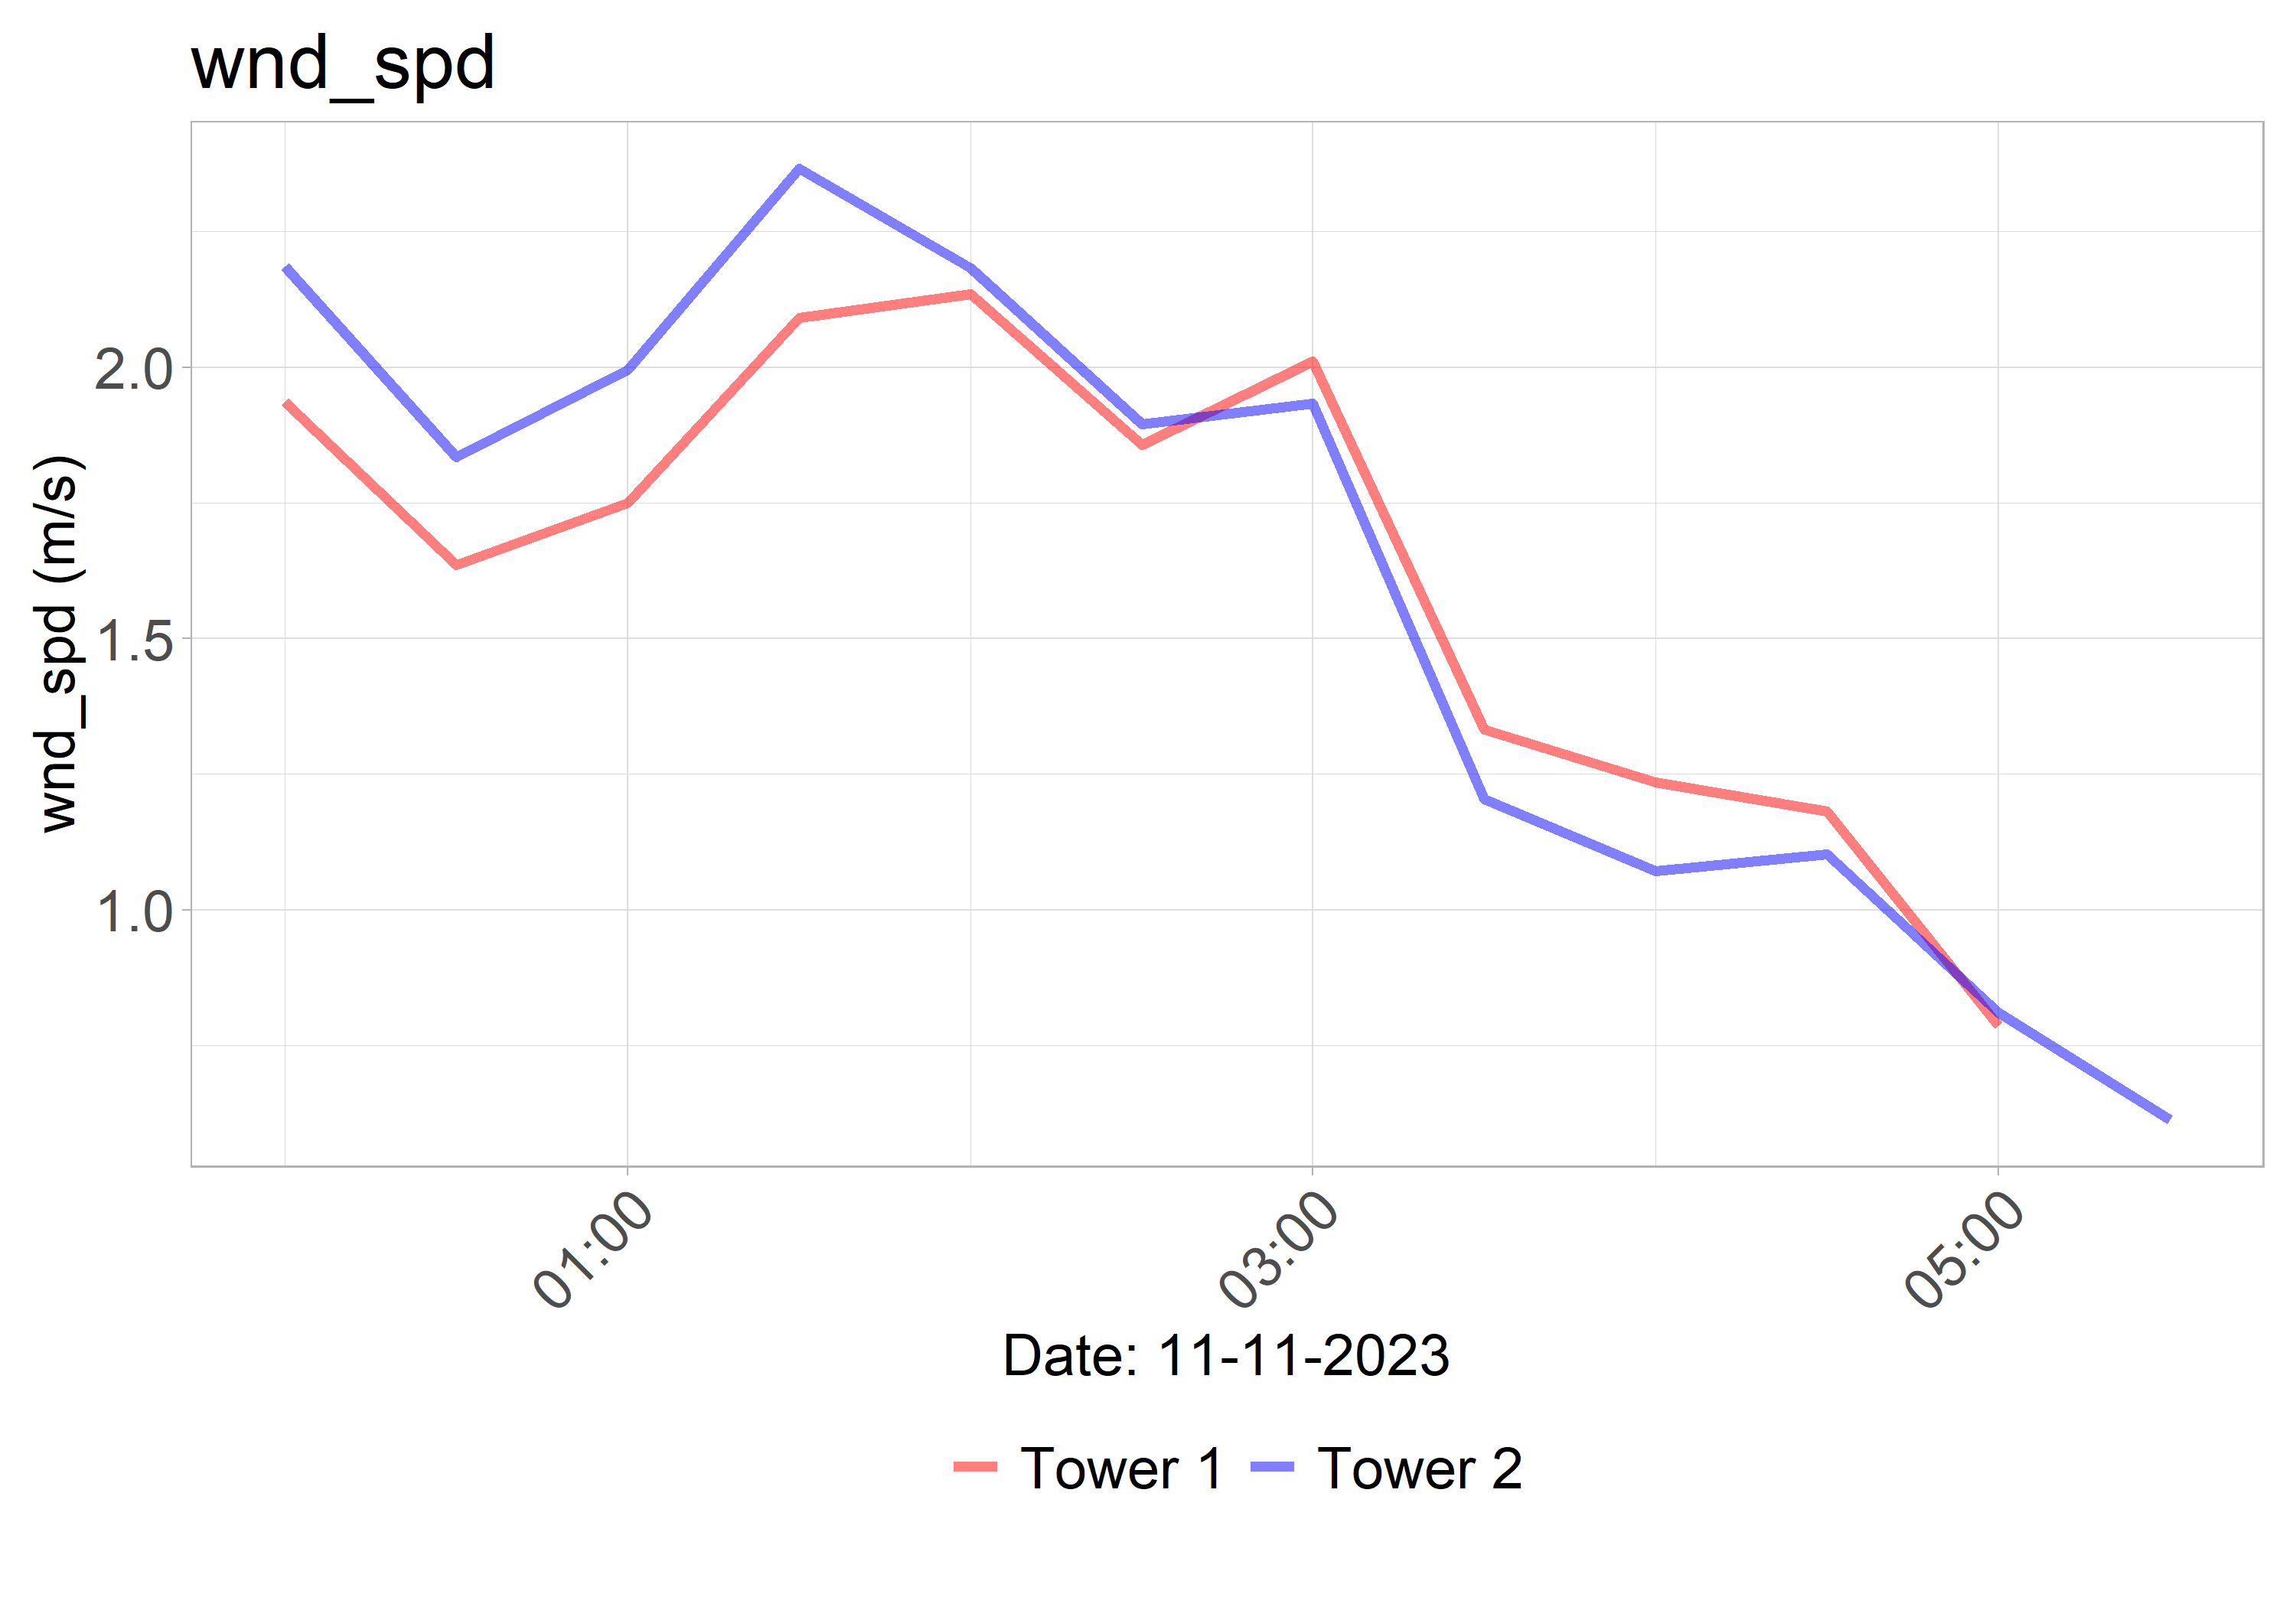 wnd_spd
wnd_spd (m/s)
2.0
1.5
1.0
01:00
03:00
05:00
Date: 11-11-2023
Tower 1
Tower 2